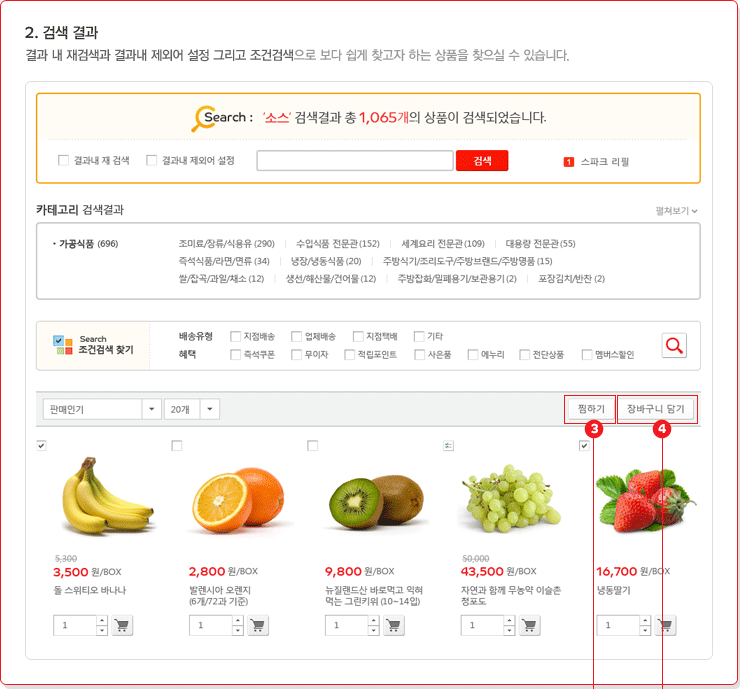 2. 검색 결과
결과 내 재검색과 결과내 제외어 설정 그리고 조건검색으로 보다 쉽게 찾고자 하는 상품을 찾으실 수 있습니다.
Search : '소스' 검색결과 총 1,065개의 상품이 검색되었습니다.
결과내 재 검색 결과내 제외어 설정 검색 1 스파크 리필
카테고리 검색결과 펼쳐보기
· 가공식품 (696) 조미료/장류/식용유 (290) | 수입식품 전문관 (152) | 세계요리 전문관 (109) | 대용량 전문관 (55)
즉석식품/라면/면류 (34) | 냉장/냉동식품 (20) | 주방식기/조리도구/주방브랜드/주방명품 (15)
쌀/잡곡/과일/채소 (12) | 생선/해산물/건어물 (12) | 주방잡화/밀폐용기/보관용기 (2) | 포장김치/반찬 (2)
Search
조건검색 찾기
배송유형 지점배송 업체배송 지점택배 기타
혜택 즉석쿠폰 무이자 적립포인트 사은품 에누리 전단상품 멤버스할인
판매인기 20개 찜하기 장바구니 담기
3 4
5,300 50,000
3,500 원/BOX 2,800 원/BOX 9,800 원/BOX 43,500 원/BOX 16,700 원/BOX
돌 스위티오 바나나 발렌시아 오렌지 뉴질랜드산 바로먹고 익혀 자연과 함께 무농약 이슬촌 냉동딸기
(6개/72과 기준) 먹는 그린키위 (10~14입) 청포도
1 1 1 1 1